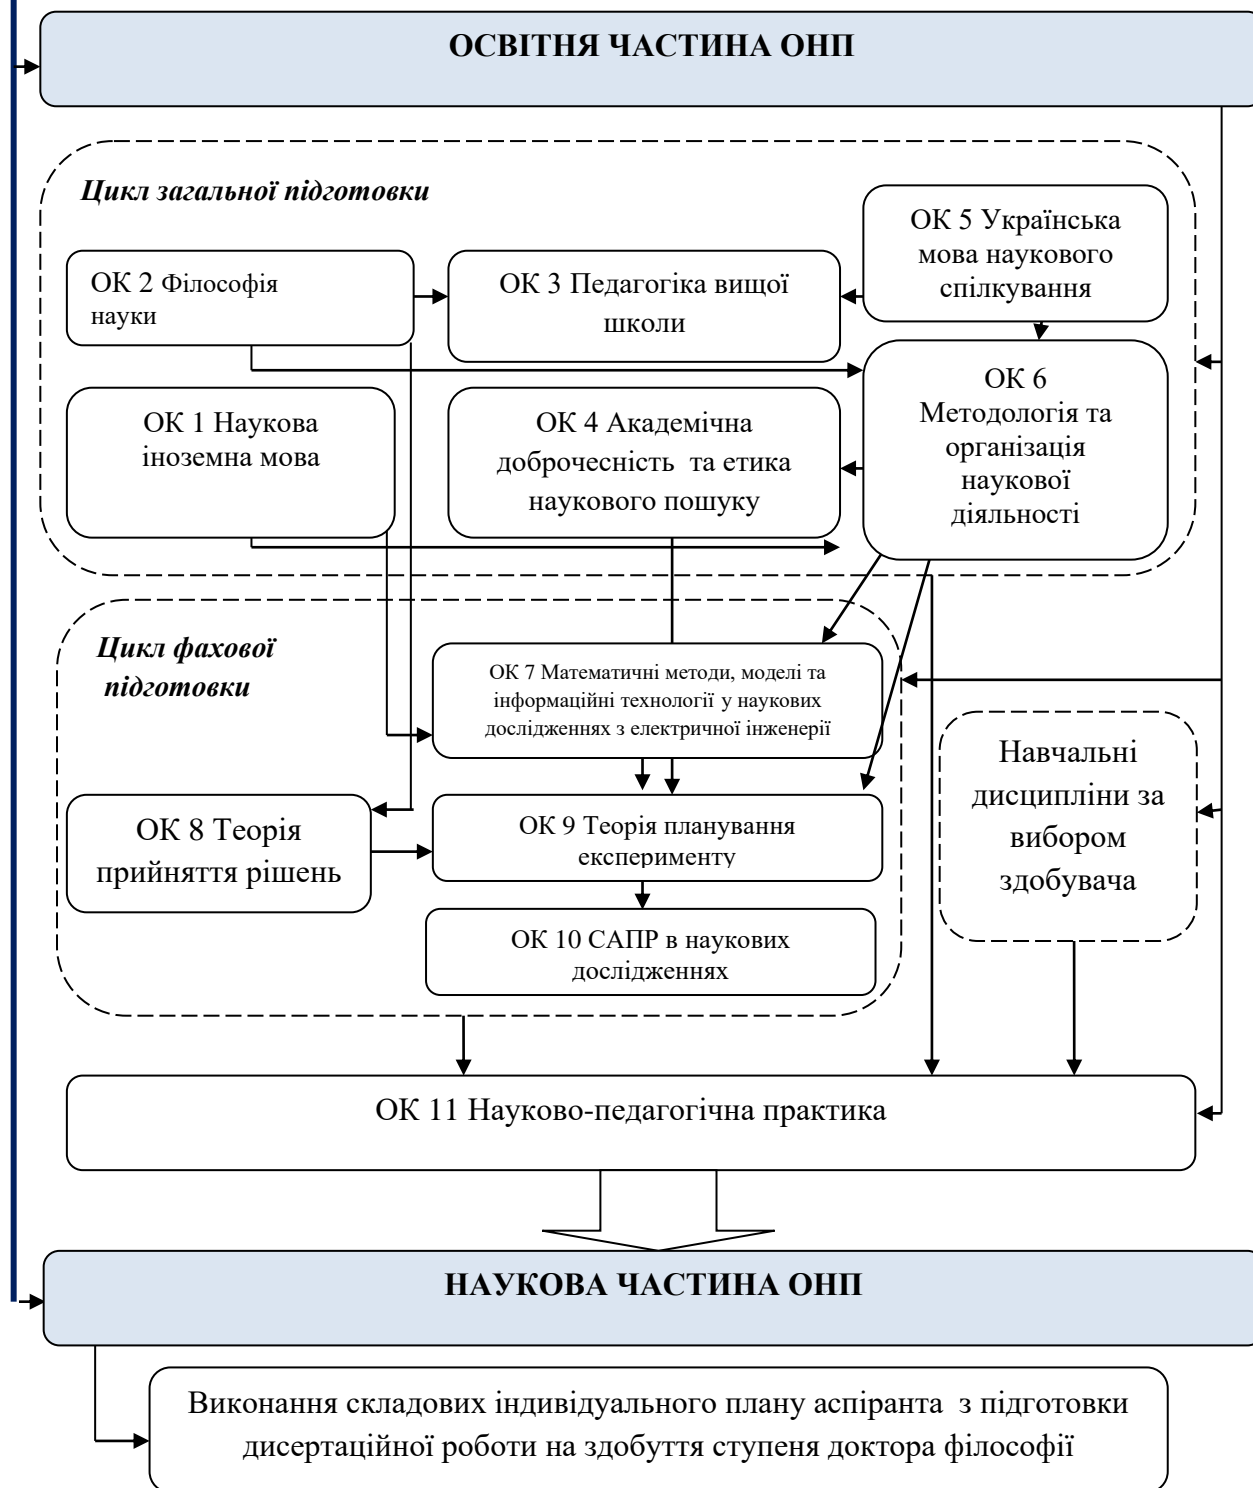 ОСВІТНЯ ЧАСТИНА ОНП
Цикл загальної підготовки
ОК 5 Українська
мова наукового
спілкування
ОК 2 Філософія
науки
ОК 3 Педагогіка вищої
школи
ОК 6
Методологія та
організація
наукової
діяльності
ОК 1 Наукова
іноземна мова
ОК 4 Академічна
доброчесність та етика
наукового пошуку
Цикл фахової
підготовки
ОК 7 Математичні методи, моделі та
інформаційні технології у наукових
дослідженнях з електричної інженерії
Навчальні
дисципліни за
вибором
здобувача
ОК 8 Теорія
прийняття рішень
ОК 9 Теорія планування
експерименту
ОК 10 САПР в наукових
дослідженнях
ОК 11 Науково-педагогічна практика
НАУКОВА ЧАСТИНА ОНП
Виконання складових індивідуального плану аспіранта з підготовки
дисертаційної роботи на здобуття ступеня доктора філософії